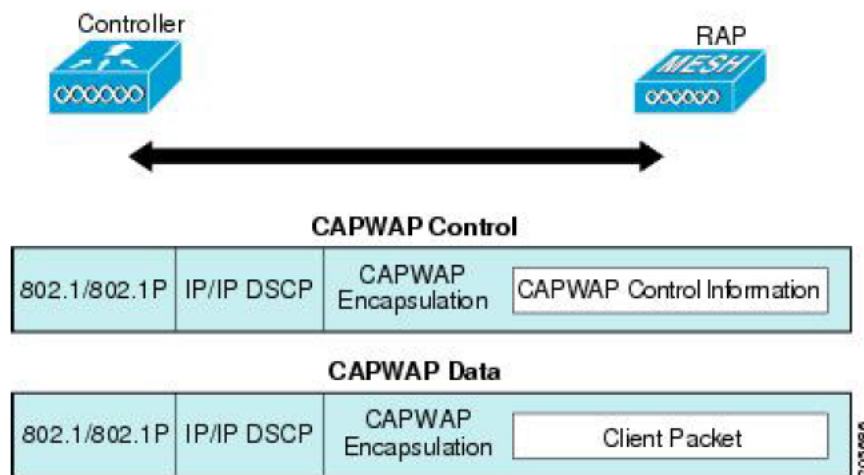 Controller
RAP
MESH
CAPWAP Control
802.1/802.1P IP/IP DSCP CAPWAP Encapsulation CAPWAP Control Information
CAPWAP Data
802.1/802.1P IP/IP DSCP CAPWAP Encapsulation Client Packet